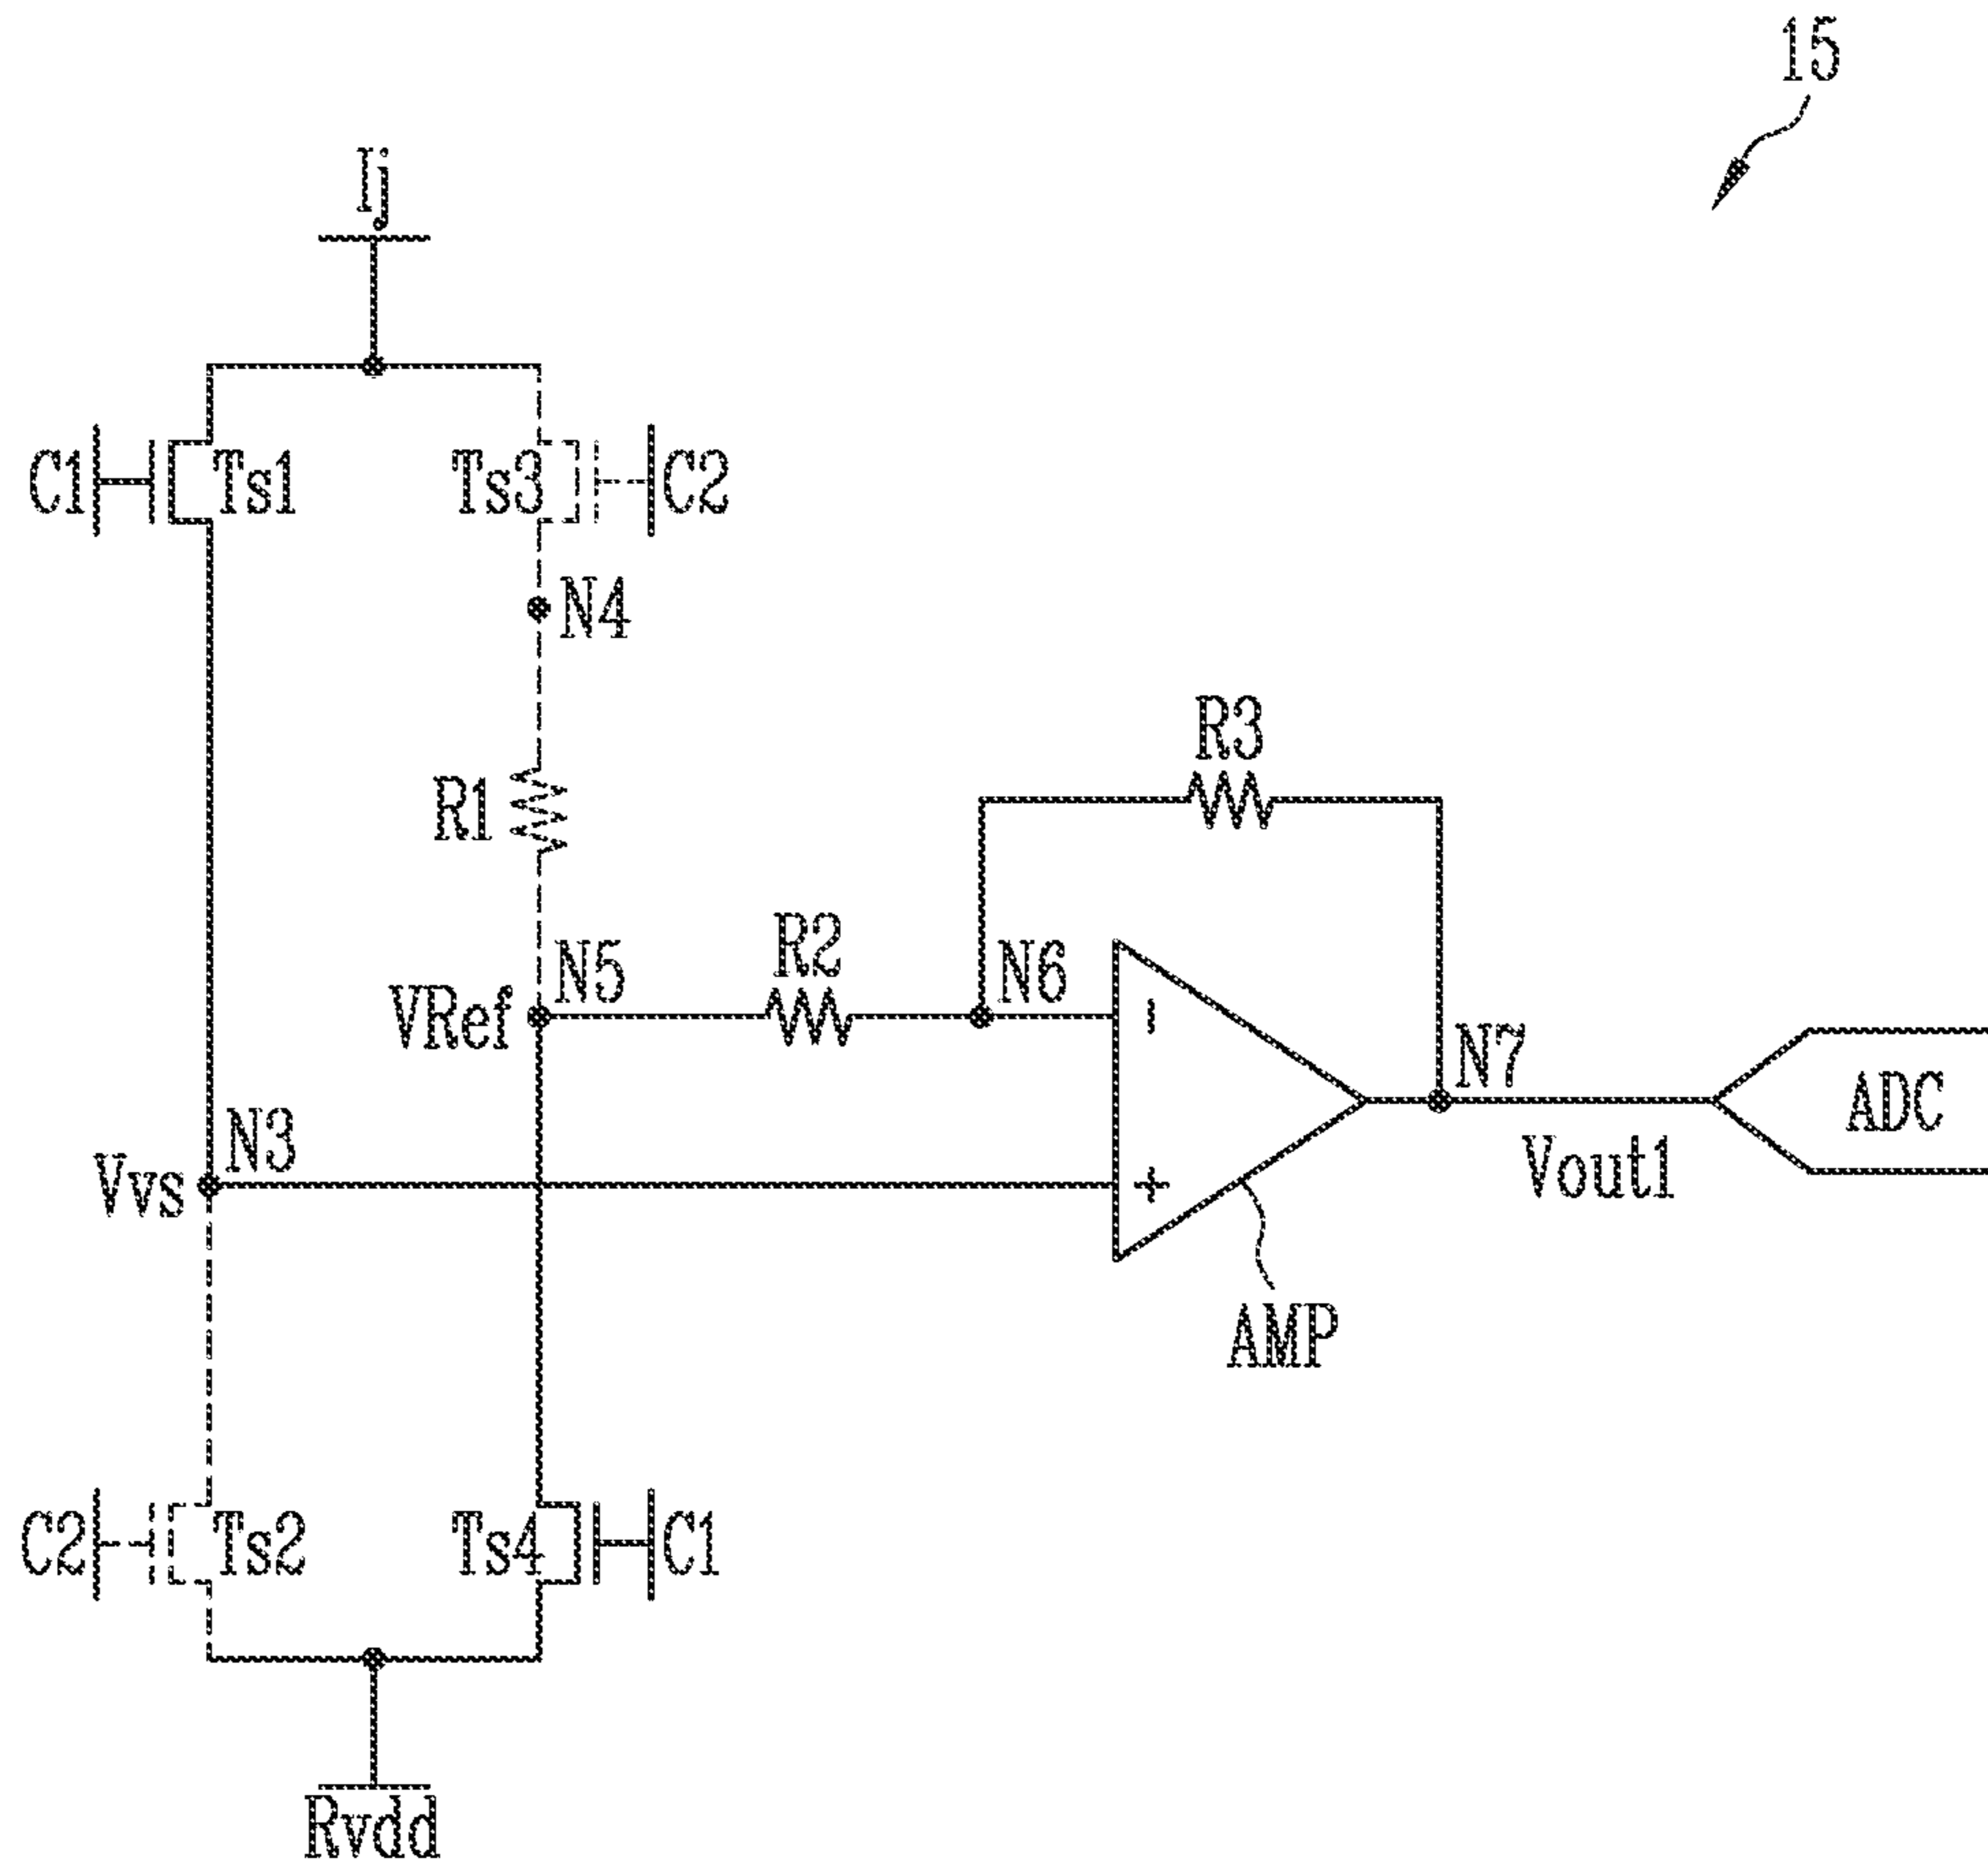 15
Ij
C1
Ts1
Ts3
C2
N4
R3
R1
R2
N5
N6
VRef
−
N7
ADC
N3
Vvs
+
Vout1
AMP
C2
Ts2
Ts4
C1
Rvdd